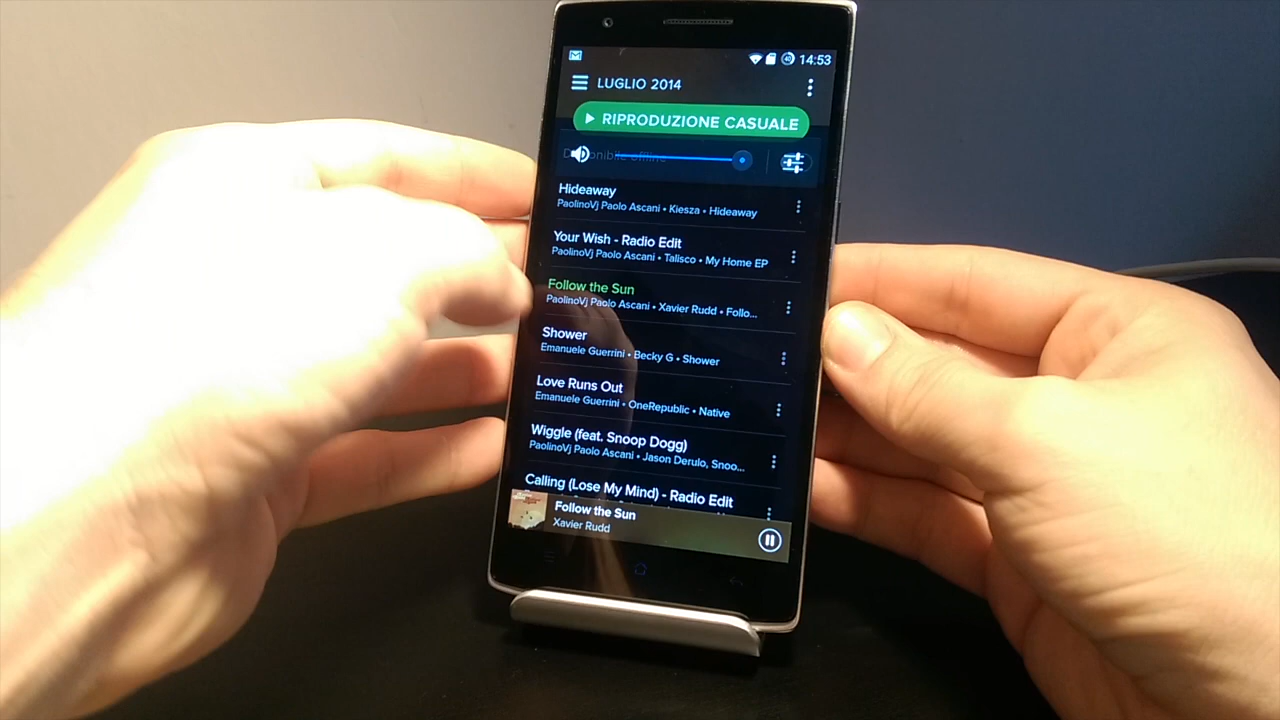 14:53
LUGLIO 2014
RIPRODUZIONE CASUALE
Disponibile offline
Hideaway
PaolinoVj Paolo Ascani • Kiesza • Hideaway
Your Wish - Radio Edit
PaolinoVj Paolo Ascani • Talisco • My Home EP
Follow the Sun
PaolinoVj Paolo Ascani • Xavier Rudd • Follo...
Shower
Emanuele Guerrini • Becky G • Shower
Love Runs Out
Emanuele Guerrini • OneRepublic • Native
Wiggle (feat. Snoop Dogg)
PaolinoVj Paolo Ascani • Jason Derulo, Snoo...
Calling (Lose My Mind) - Radio Edit
Follow the Sun
Xavier Rudd